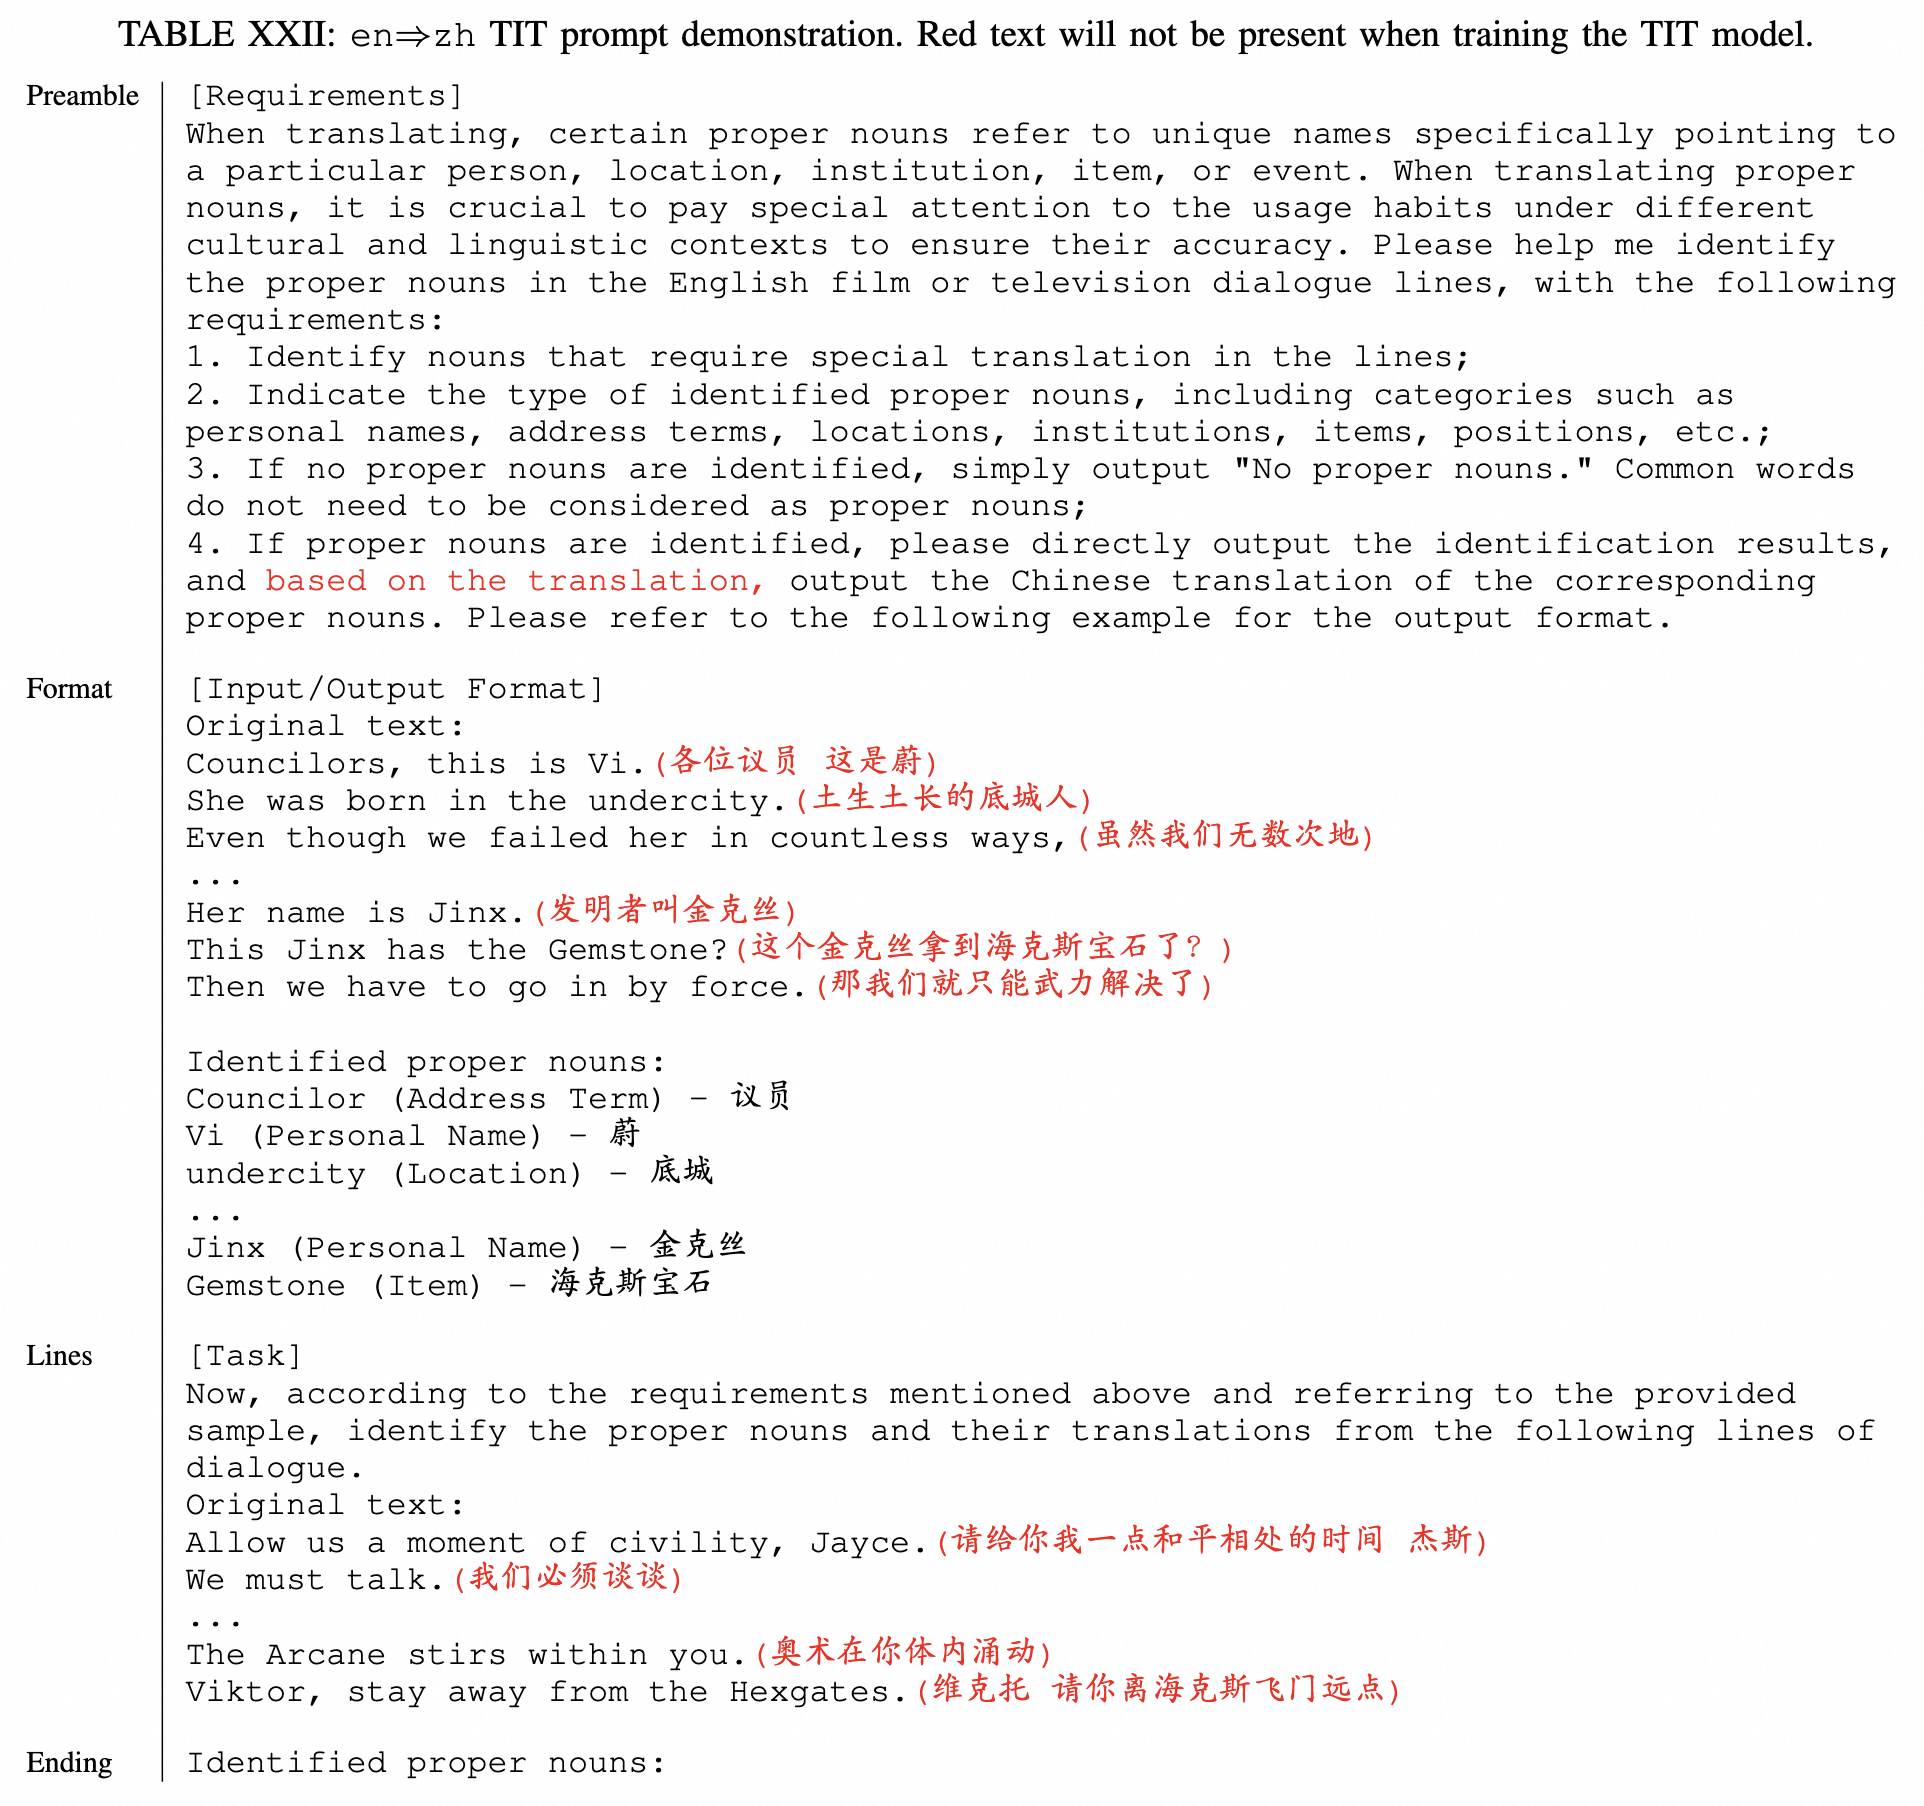 TABLE XXII: en⇒zh TIT prompt demonstration. Red text will not be present when training the TIT model.
Preamble [Requirements]
When translating, certain proper nouns refer to unique names specifically pointing to
a particular person, location, institution, item, or event. When translating proper
nouns, it is crucial to pay special attention to the usage habits under different
cultural and linguistic contexts to ensure their accuracy. Please help me identify
the proper nouns in the English film or television dialogue lines, with the following
requirements:
1. Identify nouns that require special translation in the lines;
2. Indicate the type of identified proper nouns, including categories such as
personal names, address terms, locations, institutions, items, positions, etc.;
3. If no proper nouns are identified, simply output "No proper nouns." Common words
do not need to be considered as proper nouns;
4. If proper nouns are identified, please directly output the identification results,
and based on the translation, output the Chinese translation of the corresponding
proper nouns. Please refer to the following example for the output format.
Format [Input/Output Format]
Original text:
Councilors, this is Vi.(各位议员 这是蔚)
She was born in the undercity.(土生土长的底城人)
Even though we failed her in countless ways,(虽然我们无数次地)
...
Her name is Jinx.(发明者叫金克丝)
This Jinx has the Gemstone?(这个金克丝拿到海克斯宝石了？)
Then we have to go in by force.(那我们就只能武力解决了)
Identified proper nouns:
Councilor (Address Term) – 议员
Vi (Personal Name) – 蔚
undercity (Location) – 底城
...
Jinx (Personal Name) – 金克丝
Gemstone (Item) – 海克斯宝石
Lines [Task]
Now, according to the requirements mentioned above and referring to the provided
sample, identify the proper nouns and their translations from the following lines of
dialogue.
Original text:
Allow us a moment of civility, Jayce.(请给你我一点和平相处的时间 杰斯)
We must talk.(我们必须谈谈)
...
The Arcane stirs within you.(奥术在你体内涌动)
Viktor, stay away from the Hexgates.(维克托 请你离海克斯飞门远点)
Ending Identified proper nouns: